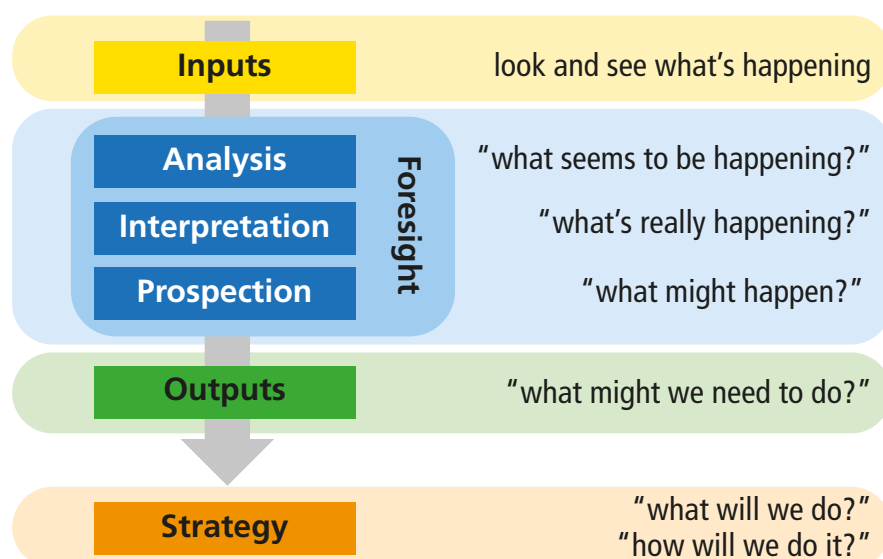 Inputs
look and see what’s happening
Analysis
“what seems to be happening?”
Foresight
Interpretation
“what’s really happening?”
Prospection
“what might happen?”
Outputs
“what might we need to do?”
Strategy
“what will we do?”
“how will we do it?”